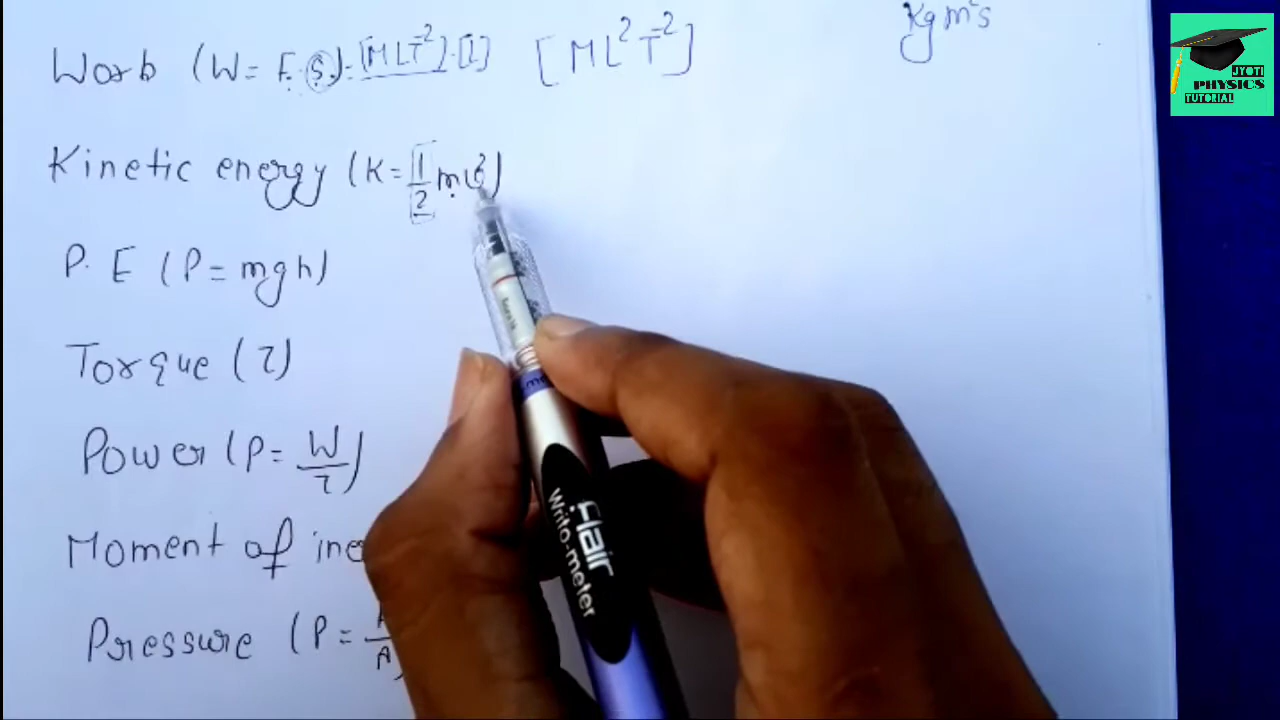 Kg m²s
Work (W = F.S) = [MLT⁻²].[L] [ML²T⁻²]
Kinetic energy (K = 1/2 mv²)
P.E (P = mgh)
Torque (τ)
Power (P = W/τ)
Moment of ine
Pressure (P = /A)
JYOTI
PHYSICS
TUTORIAL
Flair
Writo-meter